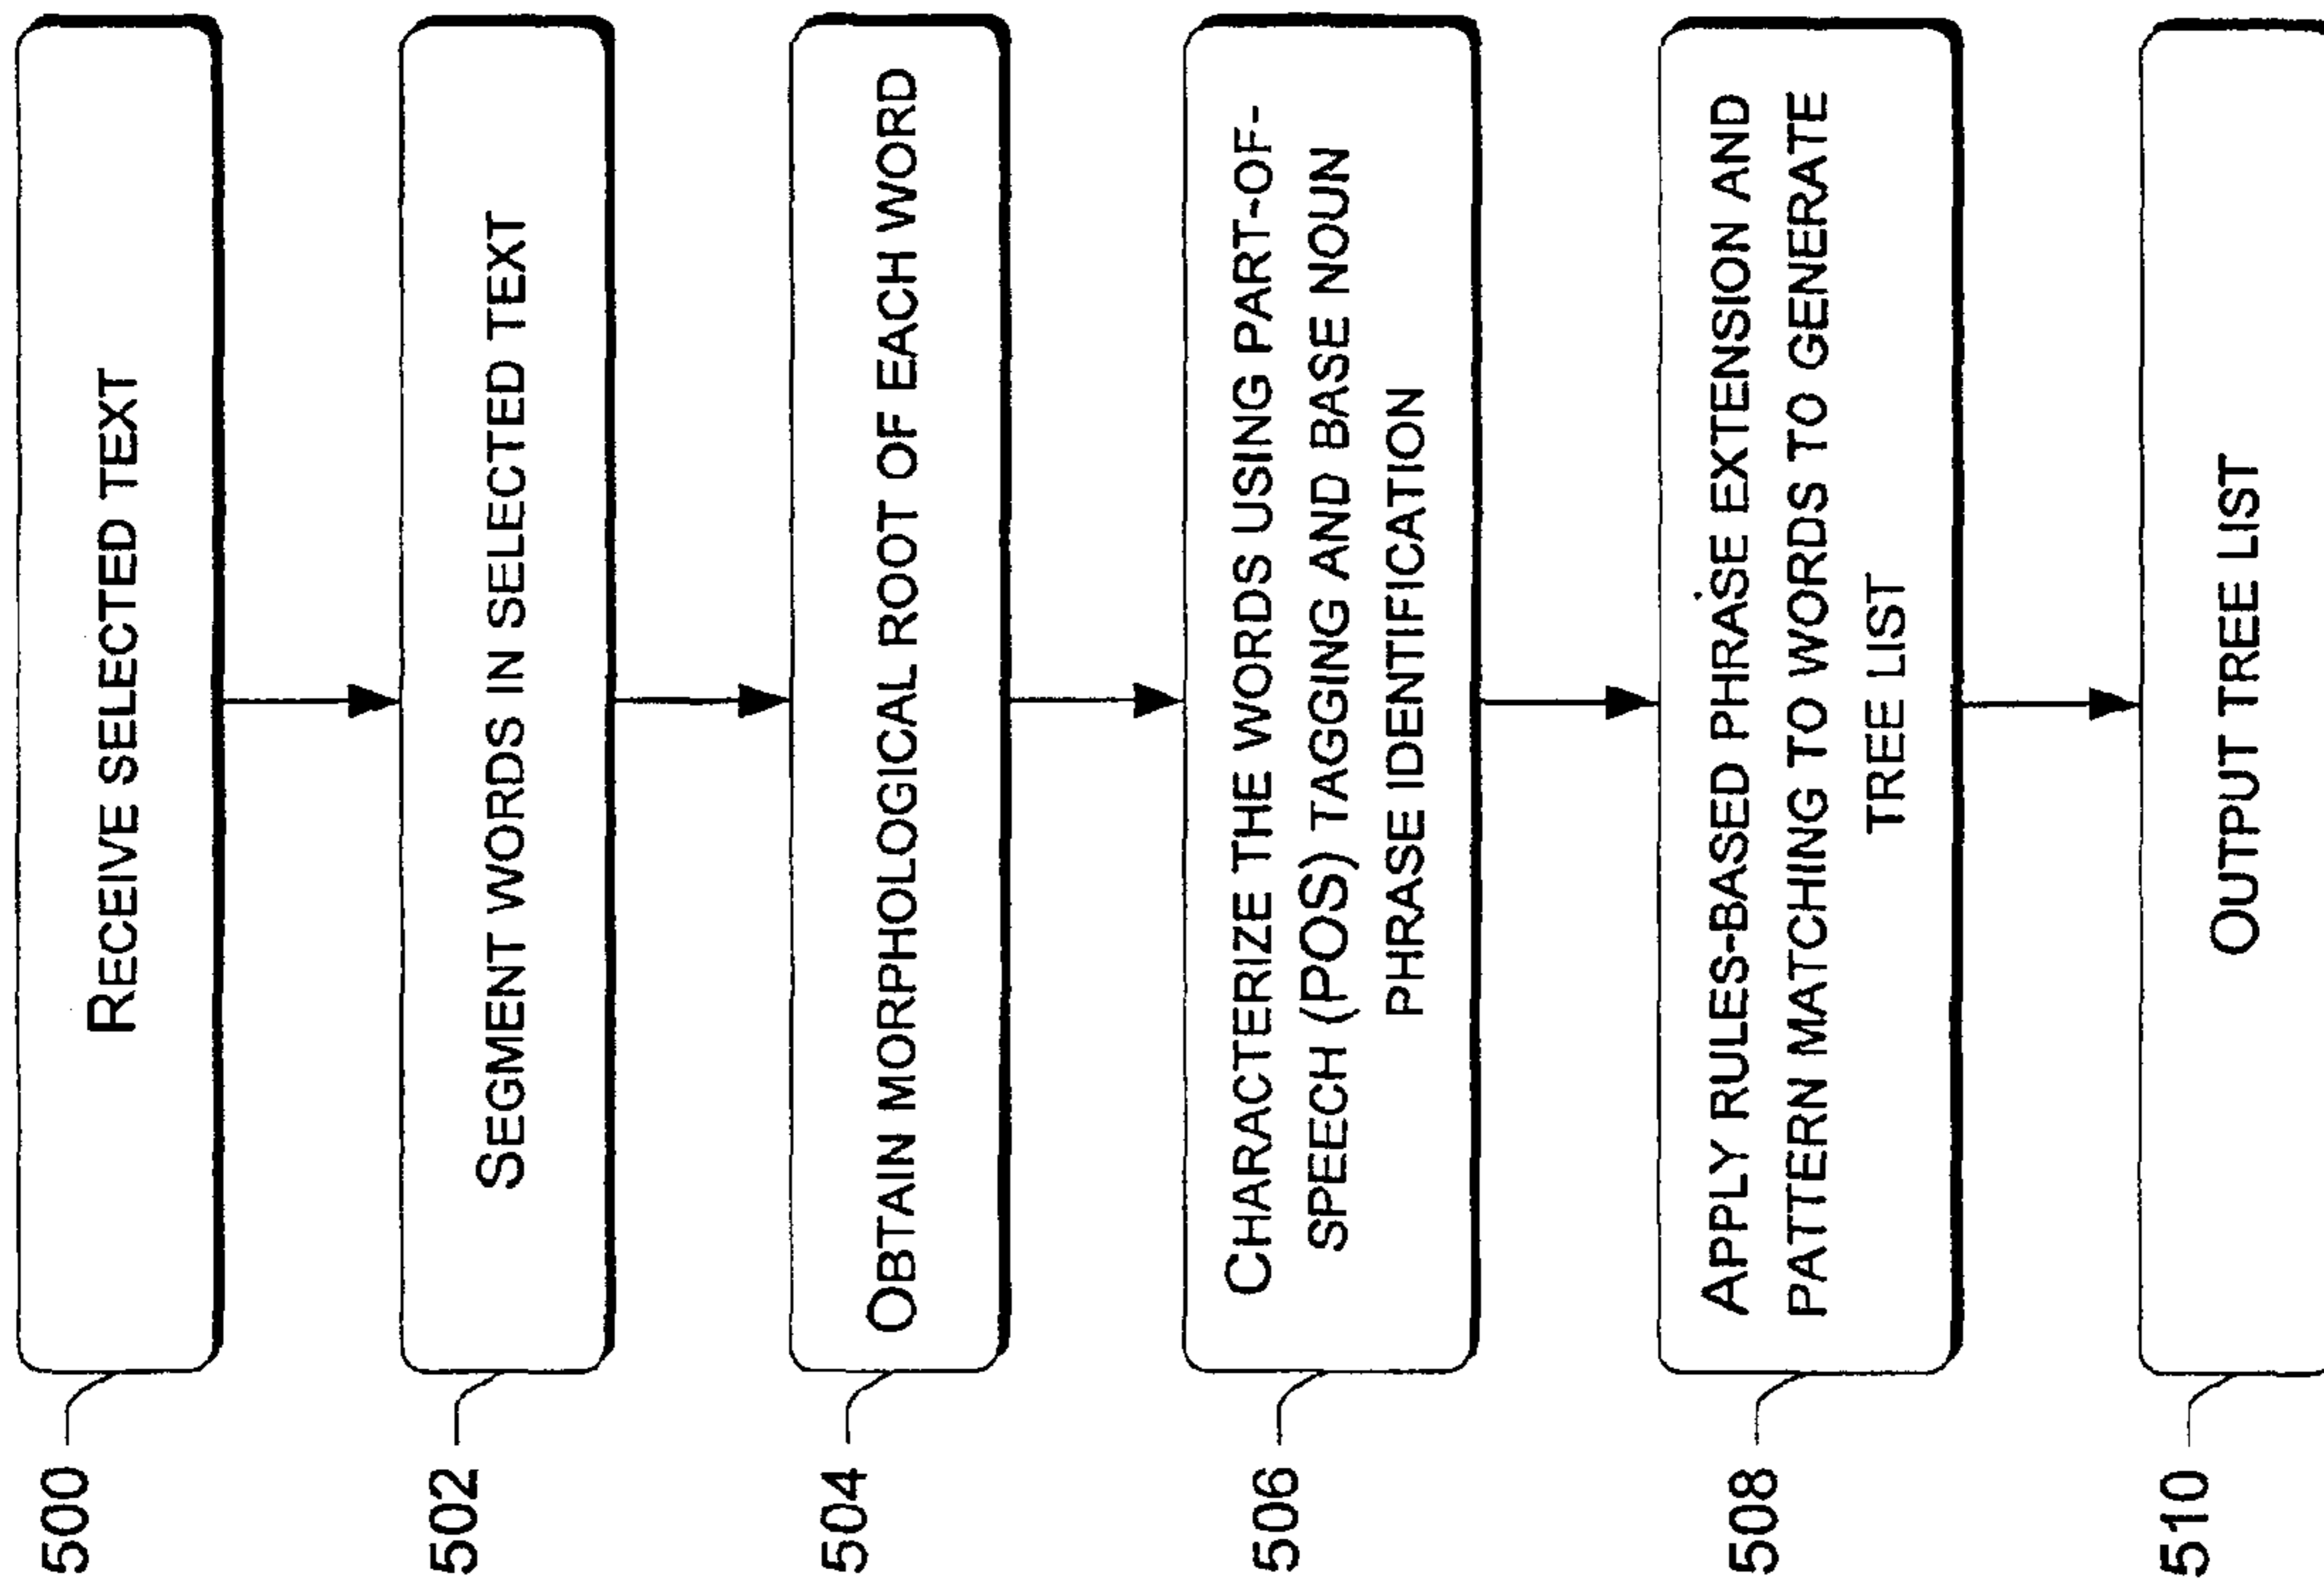 500
RECEIVE SELECTED TEXT
502
SEGMENT WORDS IN SELECTED TEXT
504
OBTAIN MORPHOLOGICAL ROOT OF EACH WORD
506
CHARACTERIZE THE WORDS USING PART-OF-
SPEECH (POS) TAGGING AND BASE NOUN
PHRASE IDENTIFICATION
508
APPLY RULES-BASED PHRASE EXTENSION AND
PATTERN MATCHING TO WORDS TO GENERATE
TREE LIST
510
OUTPUT TREE LIST